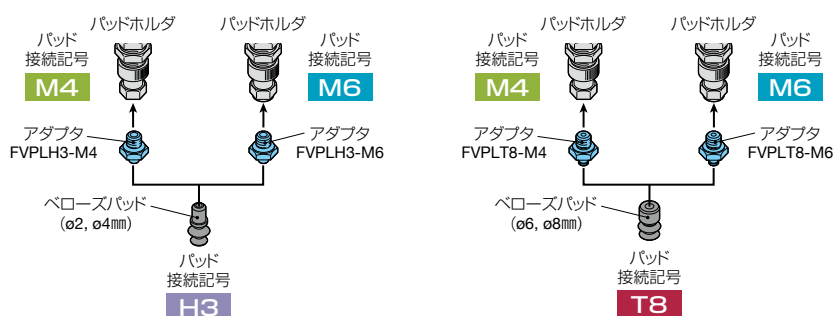 パッドホルダ パッドホルダ
パッド
接続記号
M4
パッド
接続記号
M6
アダプタ
FVPLH3-M4
アダプタ
FVPLH3-M6
ベローズパッド
(ø2, ø4㎜)
パッド
接続記号
H3
パッドホルダ パッドホルダ
パッド
接続記号
M4
パッド
接続記号
M6
アダプタ
FVPLT8-M4
アダプタ
FVPLT8-M6
ベローズパッド
(ø6, ø8㎜)
パッド
接続記号
T8